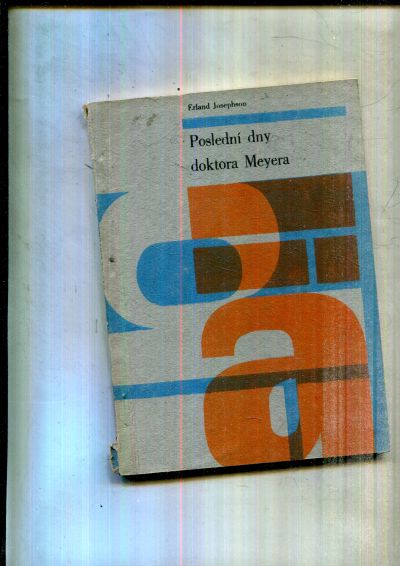 Erland Josephson
Poslední dny
doktora Meyera